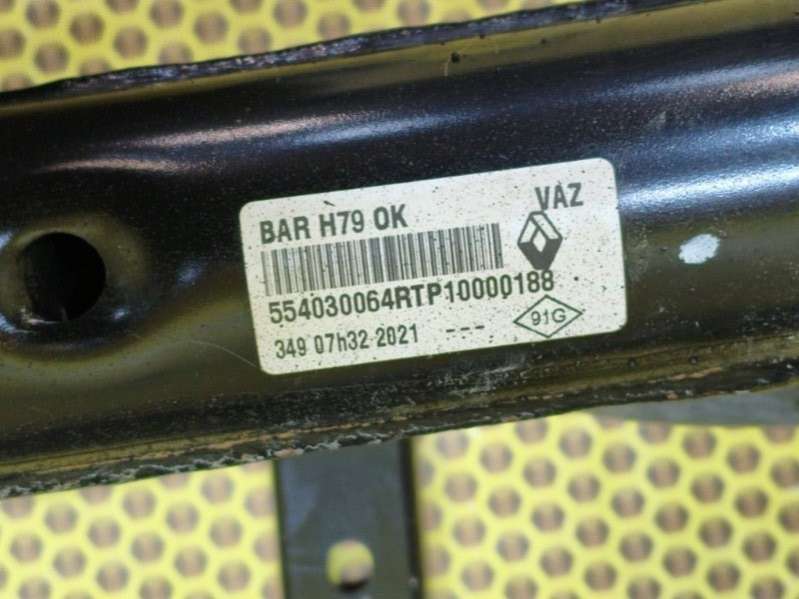 BAR H79 OK
VAZ
554030064RTP10000188
349 07h32 2021 ---
91G